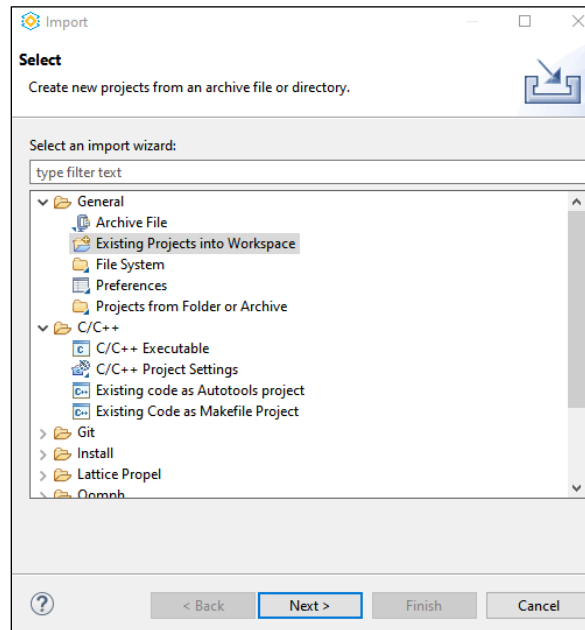 Import
Select
Create new projects from an archive file or directory.
Select an import wizard:
type filter text
General
Archive File
Existing Projects into Workspace
File System
Preferences
Projects from Folder or Archive
C/C++
C/C++ Executable
C/C++ Project Settings
Existing code as Autotools project
Existing Code as Makefile Project
Git
Install
Lattice Propel
Oomph
< Back Next > Finish Cancel